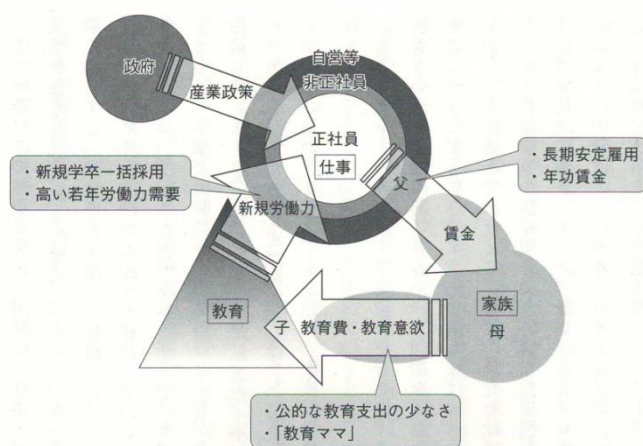 政府
産業政策
自営等
非正社員
正社員
仕事
・新規学卒一括採用
・高い若年労働力需要
・長期安定雇用
・年功賃金
父
新規労働力
賃金
教育
子
教育費・教育意欲
家族
母
・公的な教育支出の少なさ
・「教育ママ」